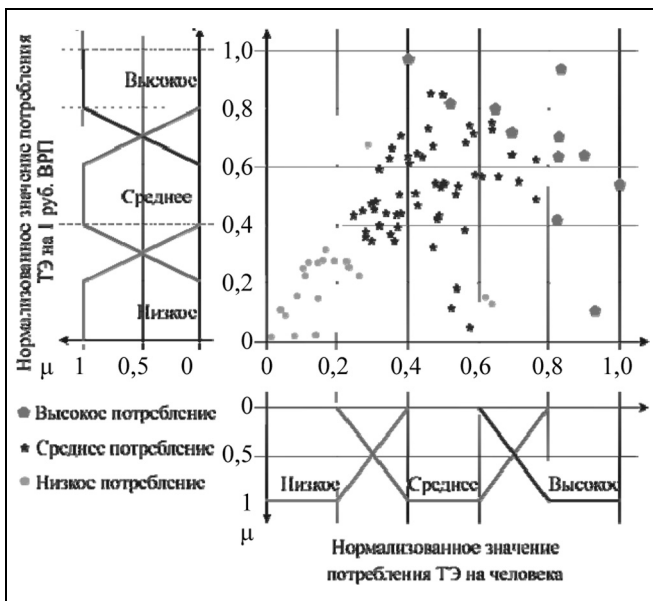 Нормализованное значение потребления
ТЭ на 1 руб. ВРП
Высокое
Среднее
Низкое
μ
1
0,5
0
1,0
0,8
0,6
0,4
0,2
0
0
0,2
0,4
0,6
0,8
1,0
Высокое потребление
Среднее потребление
Низкое потребление
0
0,5
1
μ
Низкое
Среднее
Высокое
Нормализованное значение
потребления ТЭ на человека